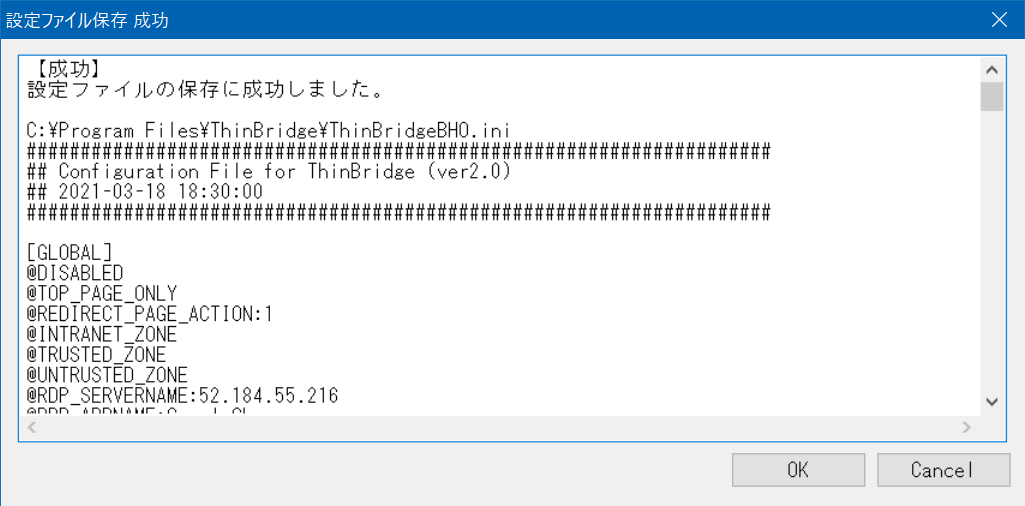 設定ファイル保存 成功
【成功】
設定ファイルの保存に成功しました。
C:¥Program Files¥ThinBridge¥ThinBridgeBHO.ini
######################################################################
## Configuration File for ThinBridge (ver2.0)
## 2021-03-18 18:30:00
######################################################################
[GLOBAL]
@DISABLED
@TOP_PAGE_ONLY
@REDIRECT_PAGE_ACTION:1
@INTRANET_ZONE
@TRUSTED_ZONE
@UNTRUSTED_ZONE
@RDP_SERVERNAME:52.184.55.216
OK
Cancel